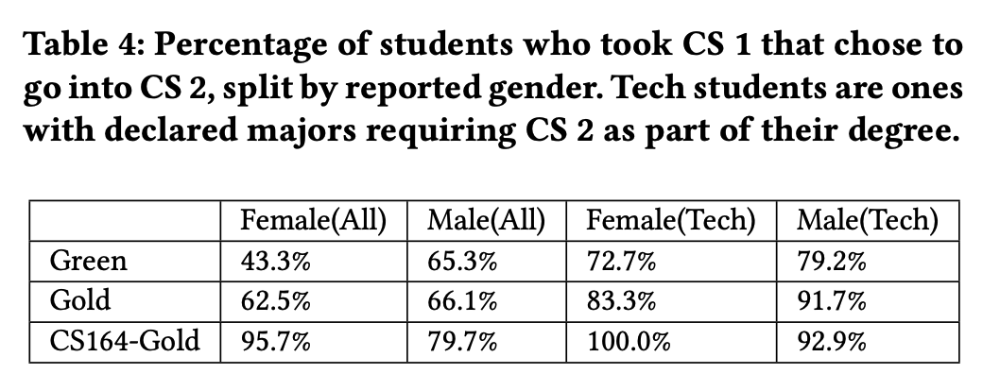 Table 4: Percentage of students who took CS 1 that chose to
go into CS 2, split by reported gender. Tech students are ones
with declared majors requiring CS 2 as part of their degree.
Female(All) Male(All) Female(Tech) Male(Tech)
Green 43.3% 65.3% 72.7% 79.2%
Gold 62.5% 66.1% 83.3% 91.7%
CS164-Gold 95.7% 79.7% 100.0% 92.9%